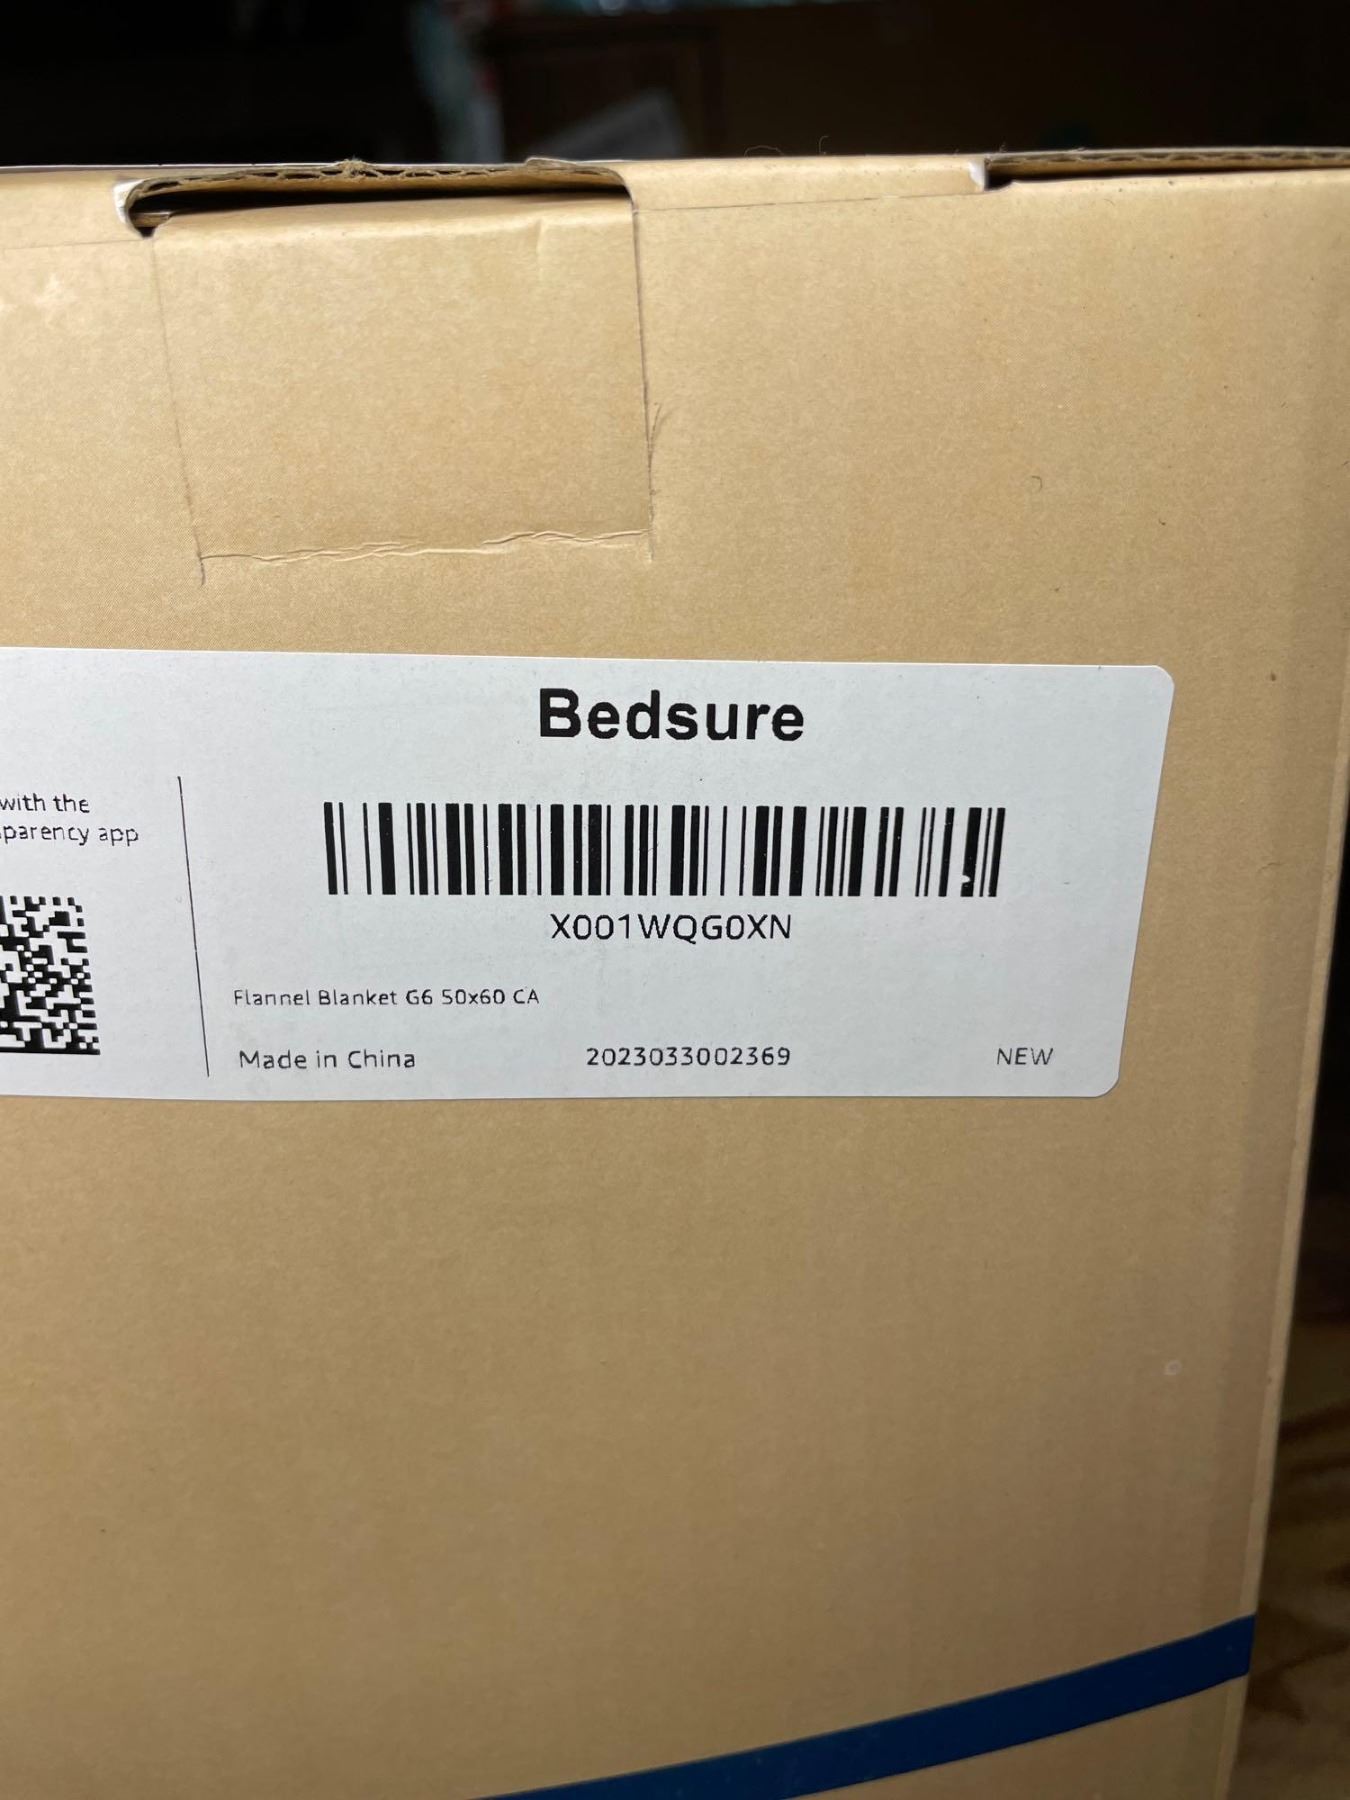 with the
parency app
Bedsure
X001WQG0XN
Flannel Blanket G6 50x60 CA
Made in China 2023033002369 NEW